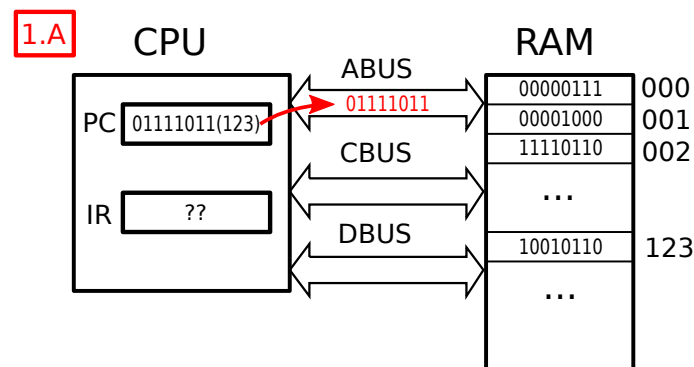 1.A
CPU
RAM
ABUS
01111011
PC
01111011(123)
00000111
000
00001000
001
11110110
002
CBUS
IR
??
...
DBUS
10010110
123
...